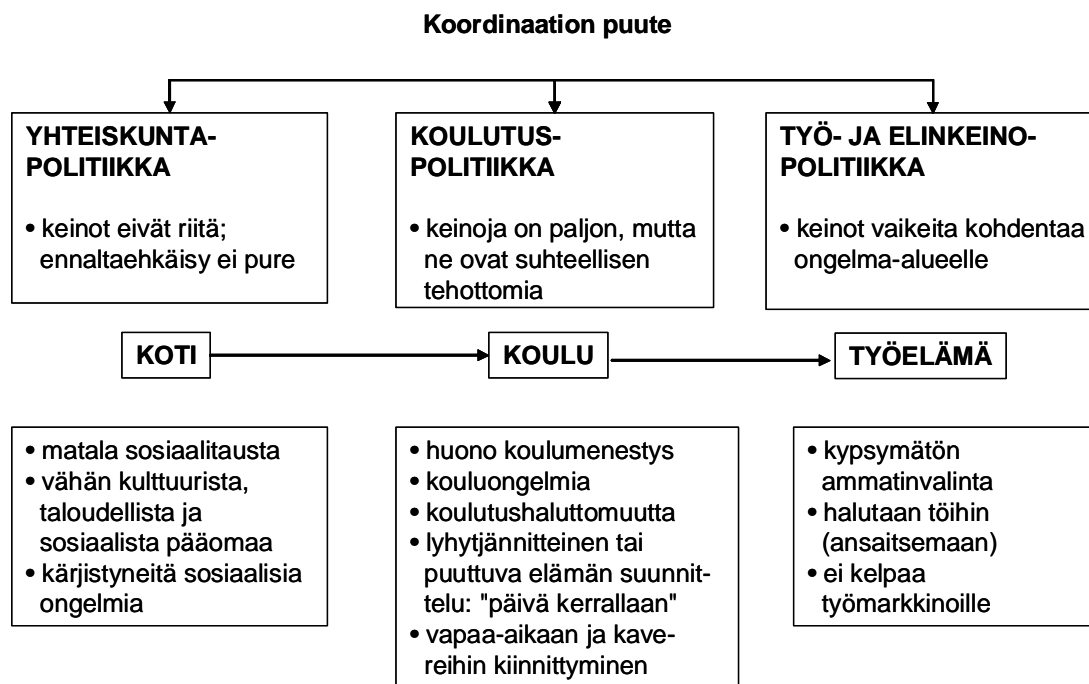 Koordinaation puute
YHTEISKUNTA-
POLITIIKKA
• keinot eivät riitä;
ennaltaehkäisy ei pure
KOULUTUS-
POLITIIKKA
• keinoja on paljon, mutta
ne ovat suhteellisen
tehottomia
TYÖ- JA ELINKEINO-
POLITIIKKA
• keinot vaikeita kohdentaa
ongelma-alueelle
KOTI
KOULU
TYÖELÄMÄ
• matala sosiaalitausta
• vähän kulttuurista,
taloudellista ja
sosiaalista pääomaa
• kärjistyneitä sosiaalisia
ongelmia
• huono koulumenestys
• kouluongelmia
• koulutushaluttomuutta
• lyhytjännitteinen tai
puuttuva elämän suunnit-
telu: "päivä kerrallaan"
• vapaa-aikaan ja kave-
reihin kiinnittyminen
• kypsymätön
ammatinvalinta
• halutaan töihin
(ansaitsemaan)
• ei kelpaa
työmarkkinoille